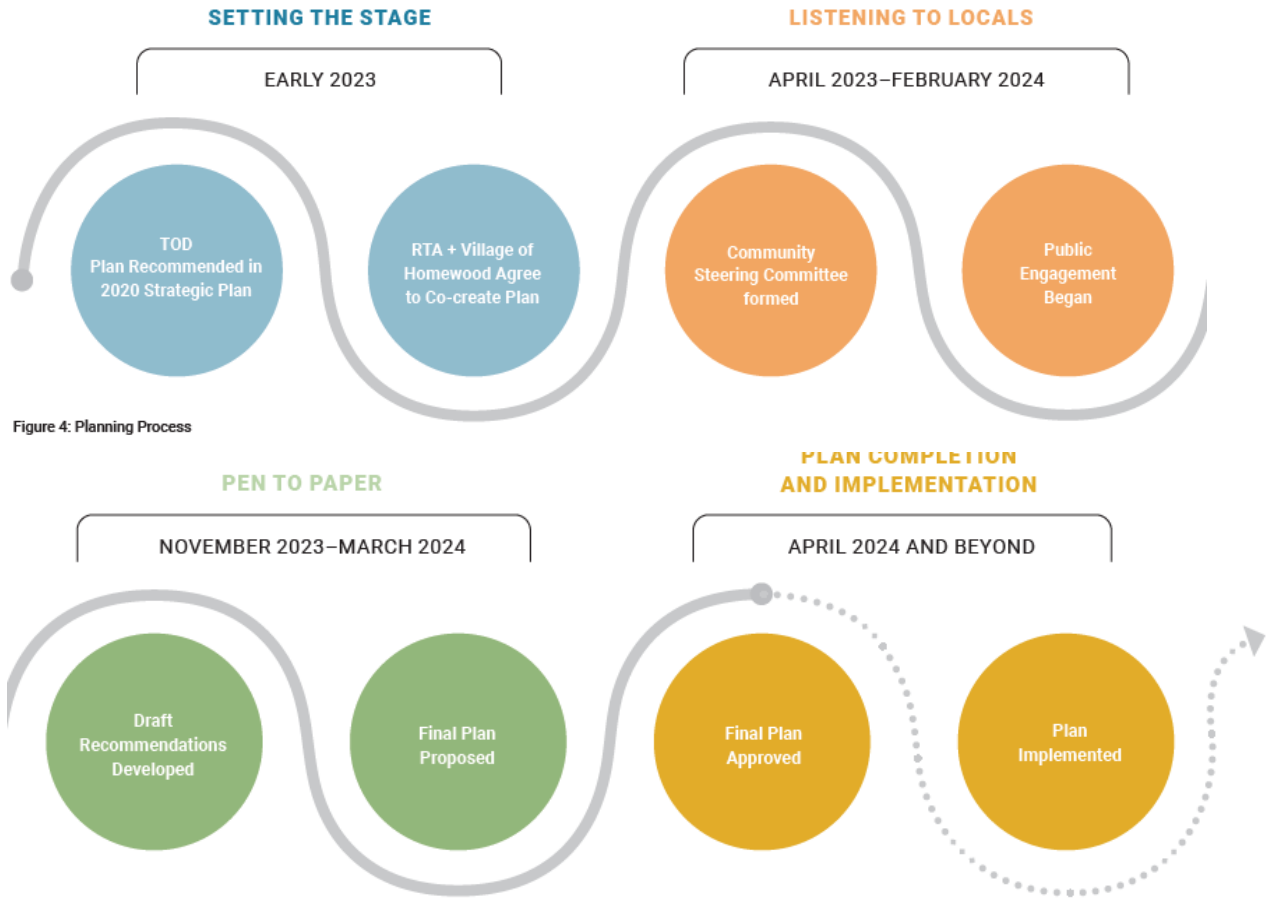 SETTING THE STAGE
EARLY 2023
TOD
Plan Recommended in
2020 Strategic Plan
RTA + Village of
Homewood Agree
to Co-create Plan
LISTENING TO LOCALS
APRIL 2023–FEBRUARY 2024
Community
Steering Committee
formed
Public
Engagement
Began
Figure 4: Planning Process
PEN TO PAPER
NOVEMBER 2023–MARCH 2024
Draft
Recommendations
Developed
Final Plan
Proposed
PLAN COMPLETION
AND IMPLEMENTATION
APRIL 2024 AND BEYOND
Final Plan
Approved
Plan
Implemented